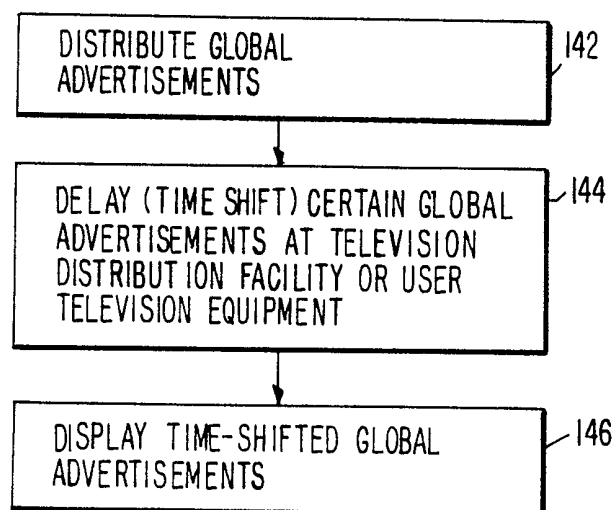 DISTRIBUTE GLOBAL
ADVERTISEMENTS
142
DELAY (TIME SHIFT) CERTAIN GLOBAL
ADVERTISEMENTS AT TELEVISION
DISTRIBUTION FACILITY OR USER
TELEVISION EQUIPMENT
144
DISPLAY TIME-SHIFTED GLOBAL
ADVERTISEMENTS
146